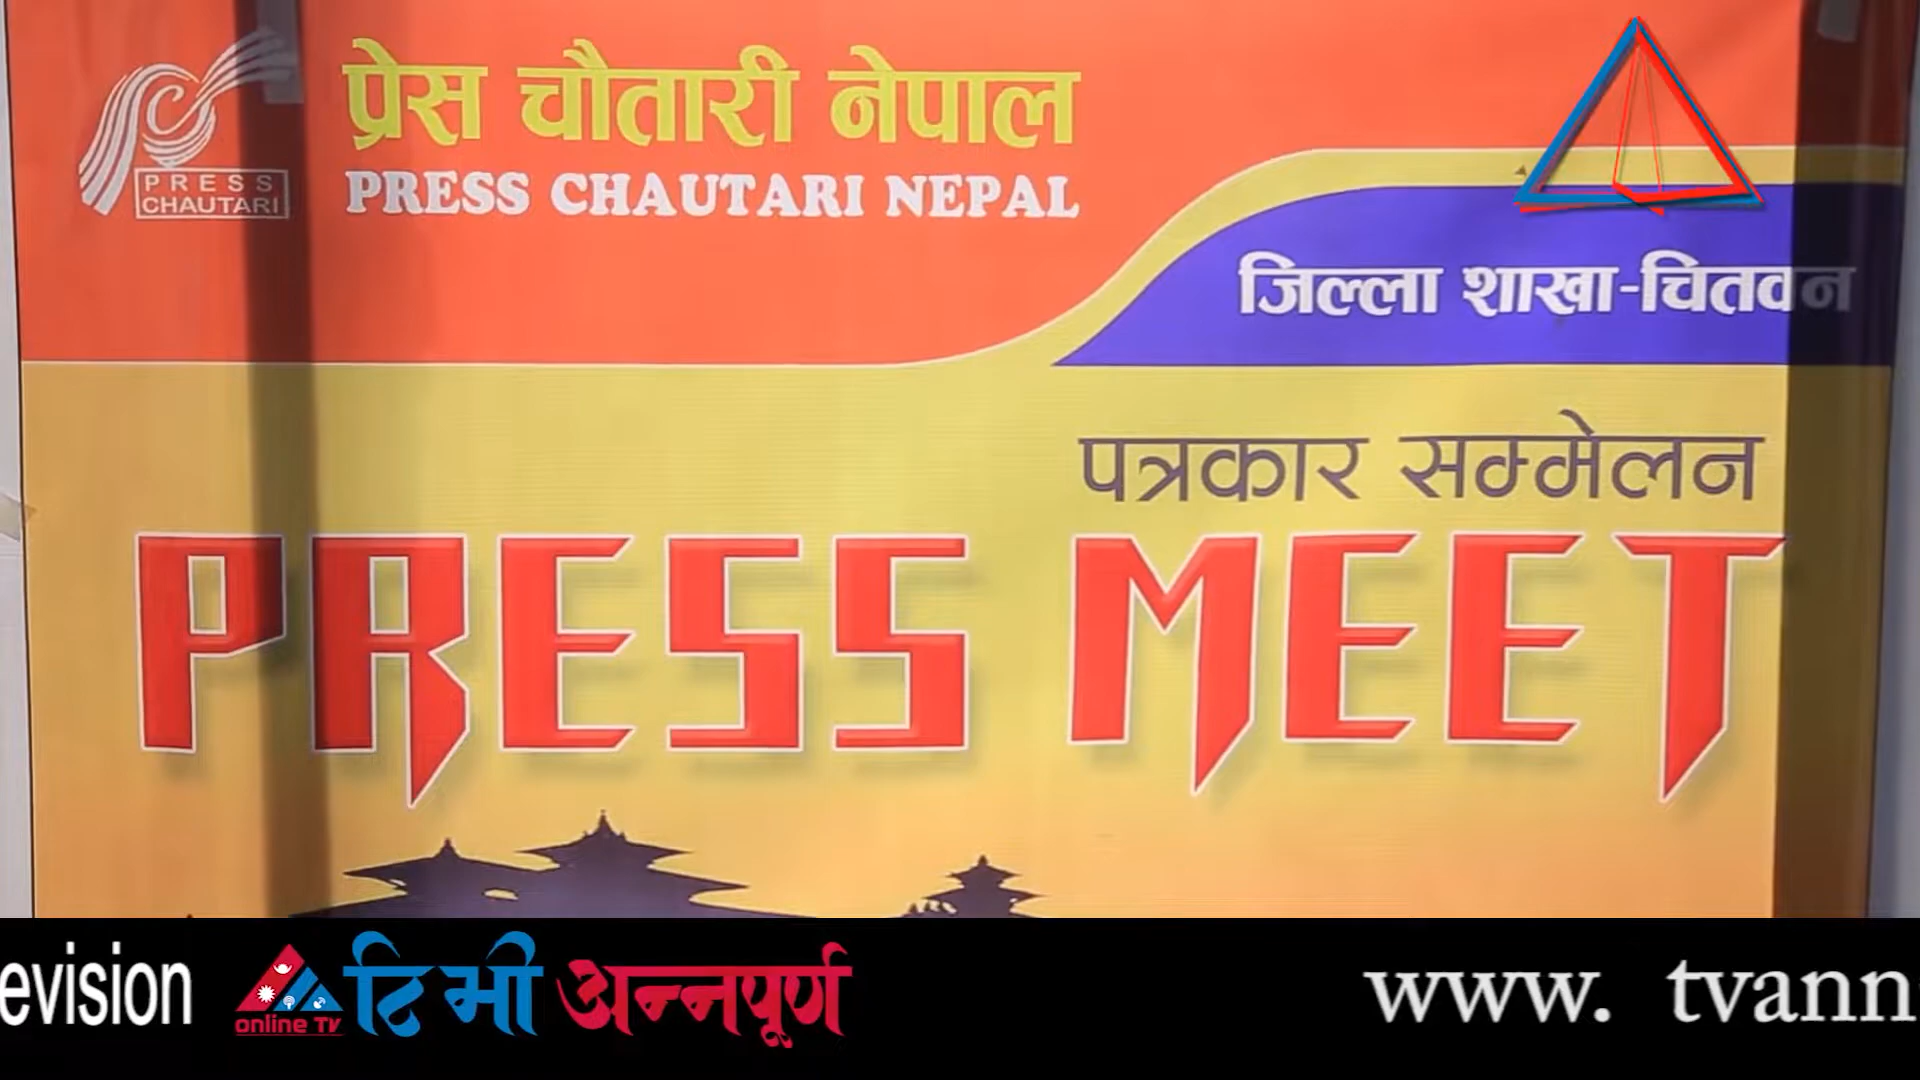 PRESS
CHAUTARI
प्रेस चौतारी नेपाल
PRESS CHAUTARI NEPAL
जिल्ला शाखा-चितवन
पत्रकार सम्मेलन
PRESS MEET
evision
online TV
टिभी अन्नपूर्ण
www. tvann